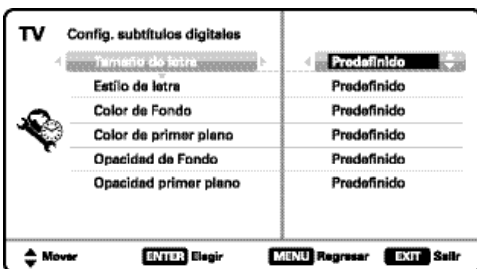 TV Config. subtítulos digitales
Tamaño de letra Predefinido
Estilo de letra Predefinido
Color de Fondo Predefinido
Color de primer plano Predefinido
Opacidad de Fondo Predefinido
Opacidad primer plano Predefinido
Mover ENTER Elegir MENU Regresar EXIT Salir